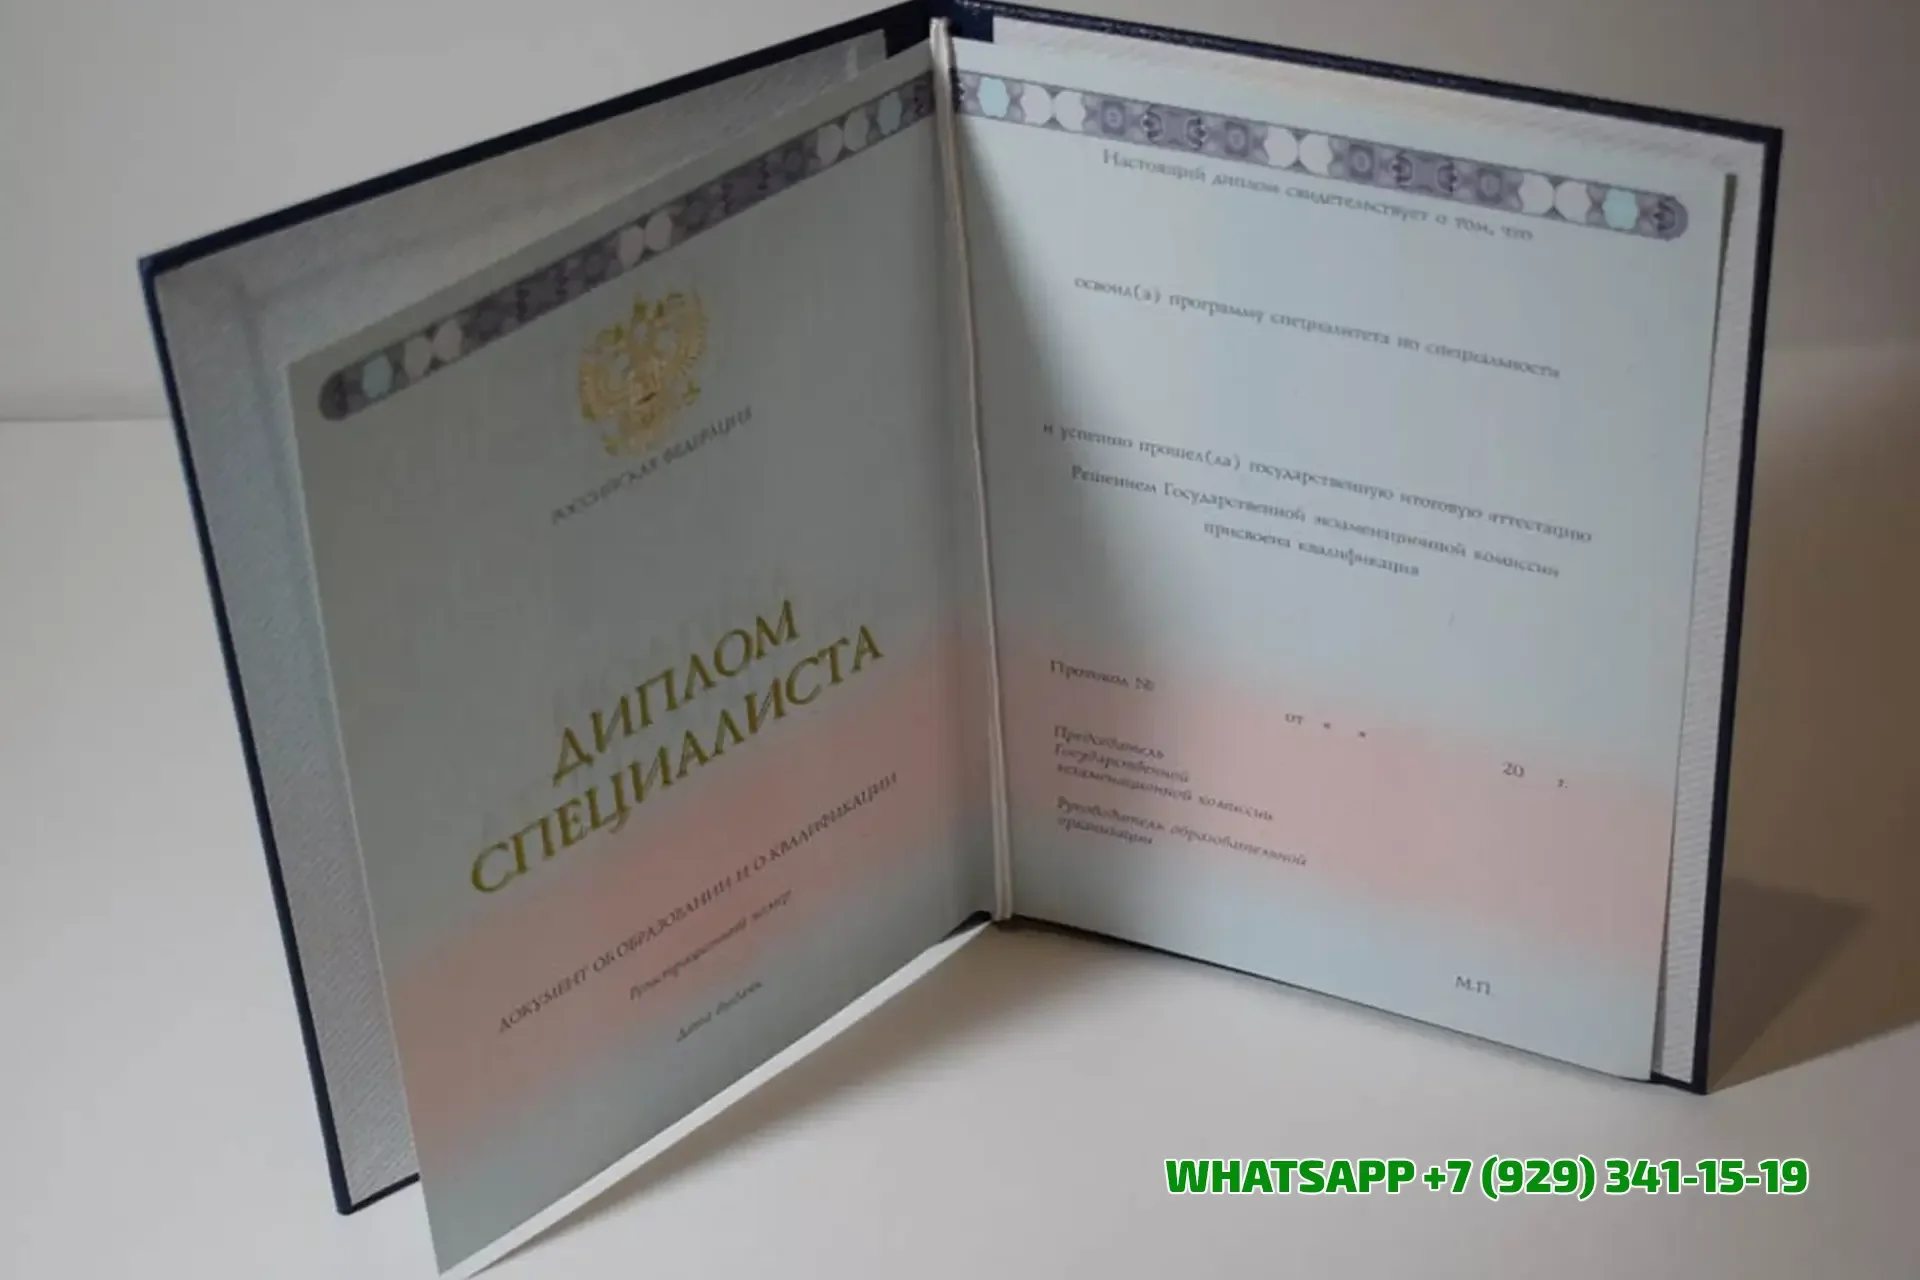 РОССИЙСКАЯ ФЕДЕРАЦИЯ
ДИПЛОМ
СПЕЦИАЛИСТА
ДОКУМЕНТ ОБ ОБРАЗОВАНИИ И О КВАЛИФИКАЦИИ
Регистрационный номер
Дата выдачи
Настоящий диплом свидетельствует о том, что
освоил(а) программу специалитета по специальности
и успешно прошел(ла) государственную итоговую аттестацию
Решением Государственной экзаменационной комиссии
присвоена квалификация
Протокол №
от « » 20 г.
Председатель
Государственной
экзаменационной комиссии
Руководитель образовательной
организации
М.П.
WHATSAPP +7 (929) 341-15-19